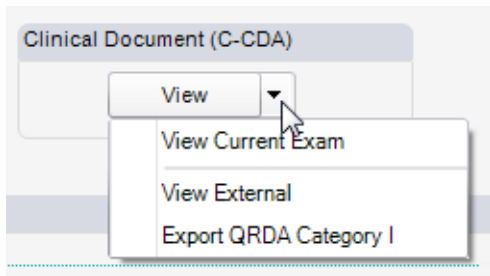 Clinical Document (C-CDA)
View
View Current Exam
View External
Export QRDA Category I